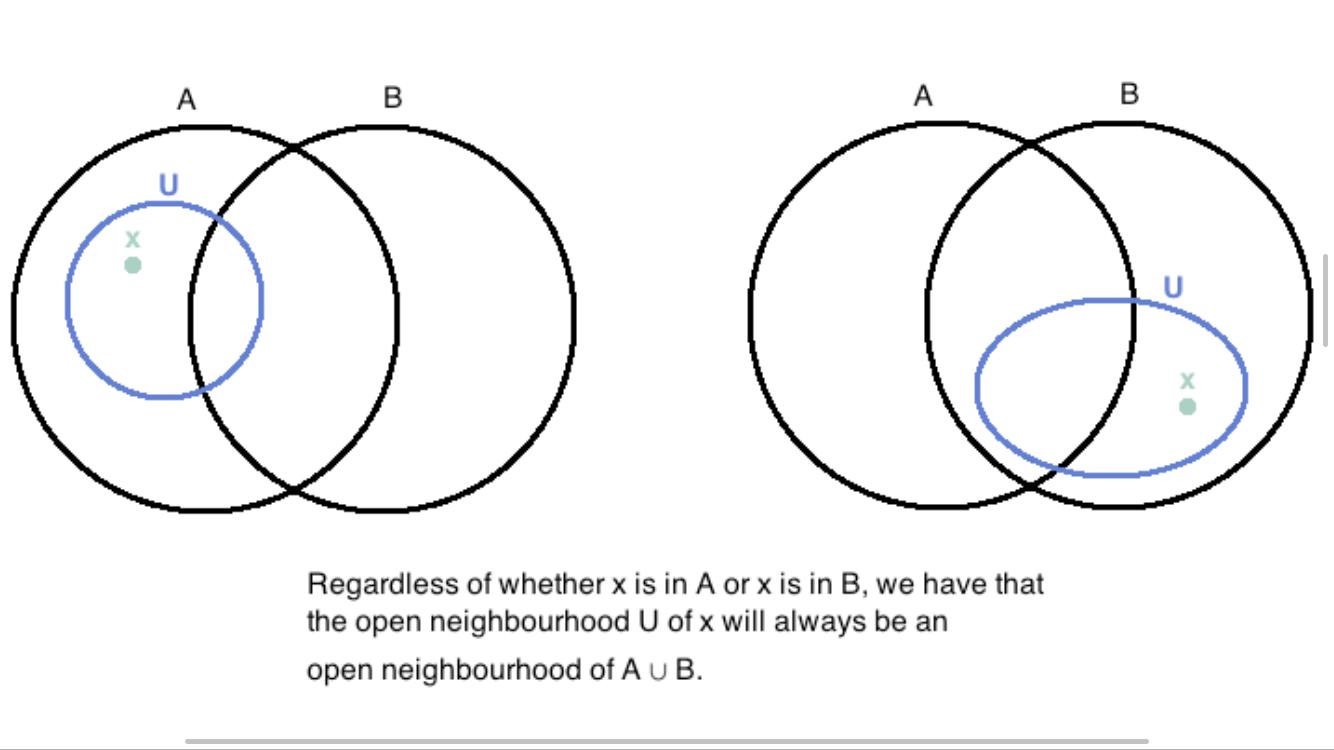 A B
A B
U
x
U
x
Regardless of whether x is in A or x is in B, we have that
the open neighbourhood U of x will always be an
open neighbourhood of A ∪ B.